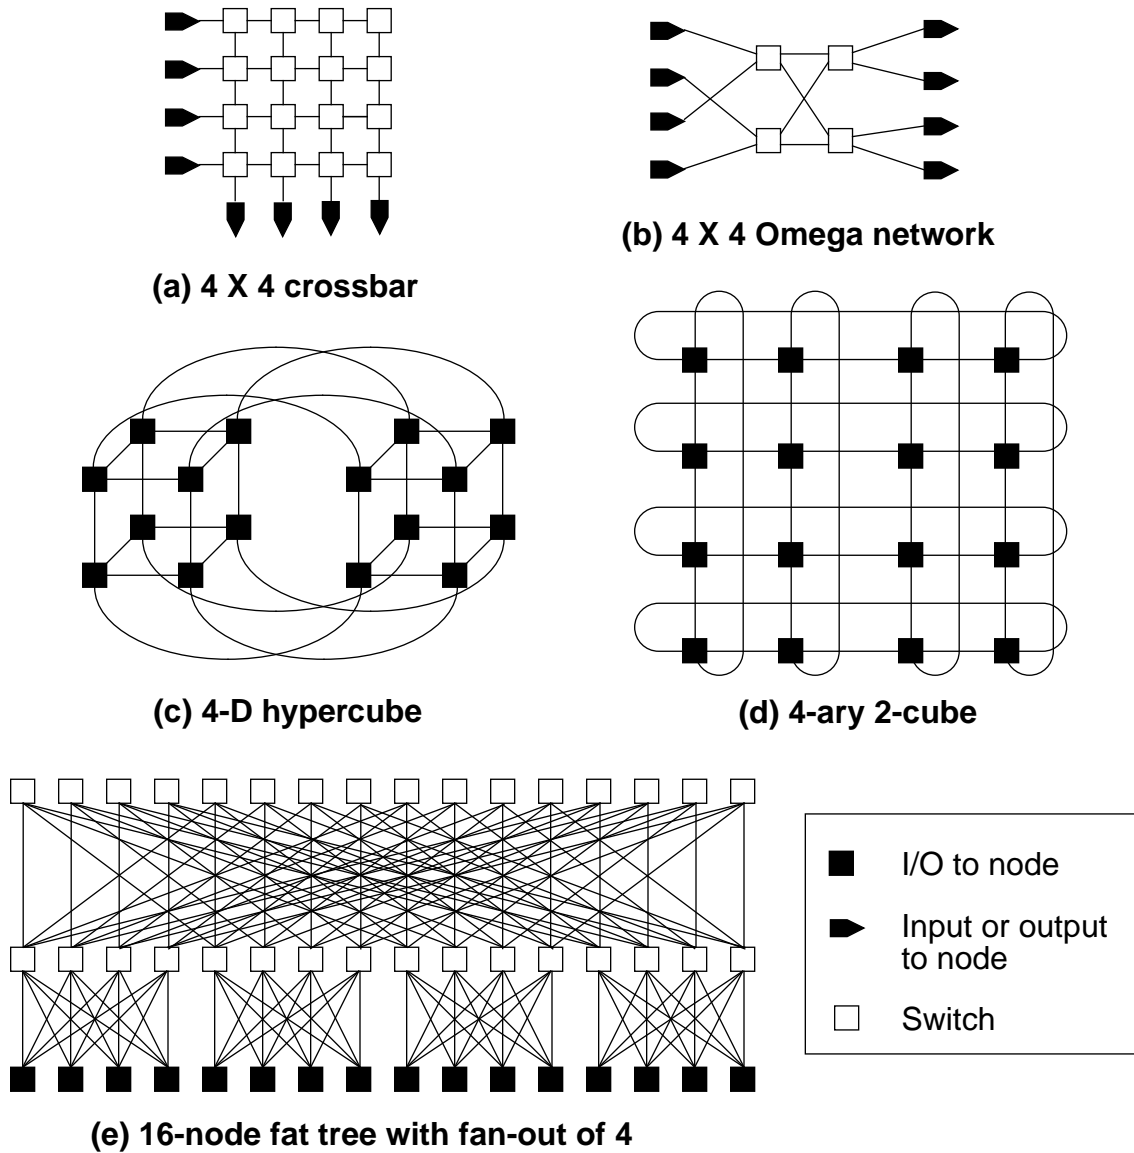 (a) 4 X 4 crossbar
(b) 4 X 4 Omega network
(c) 4-D hypercube
(d) 4-ary 2-cube
I/O to node
Input or output
to node
Switch
(e) 16-node fat tree with fan-out of 4